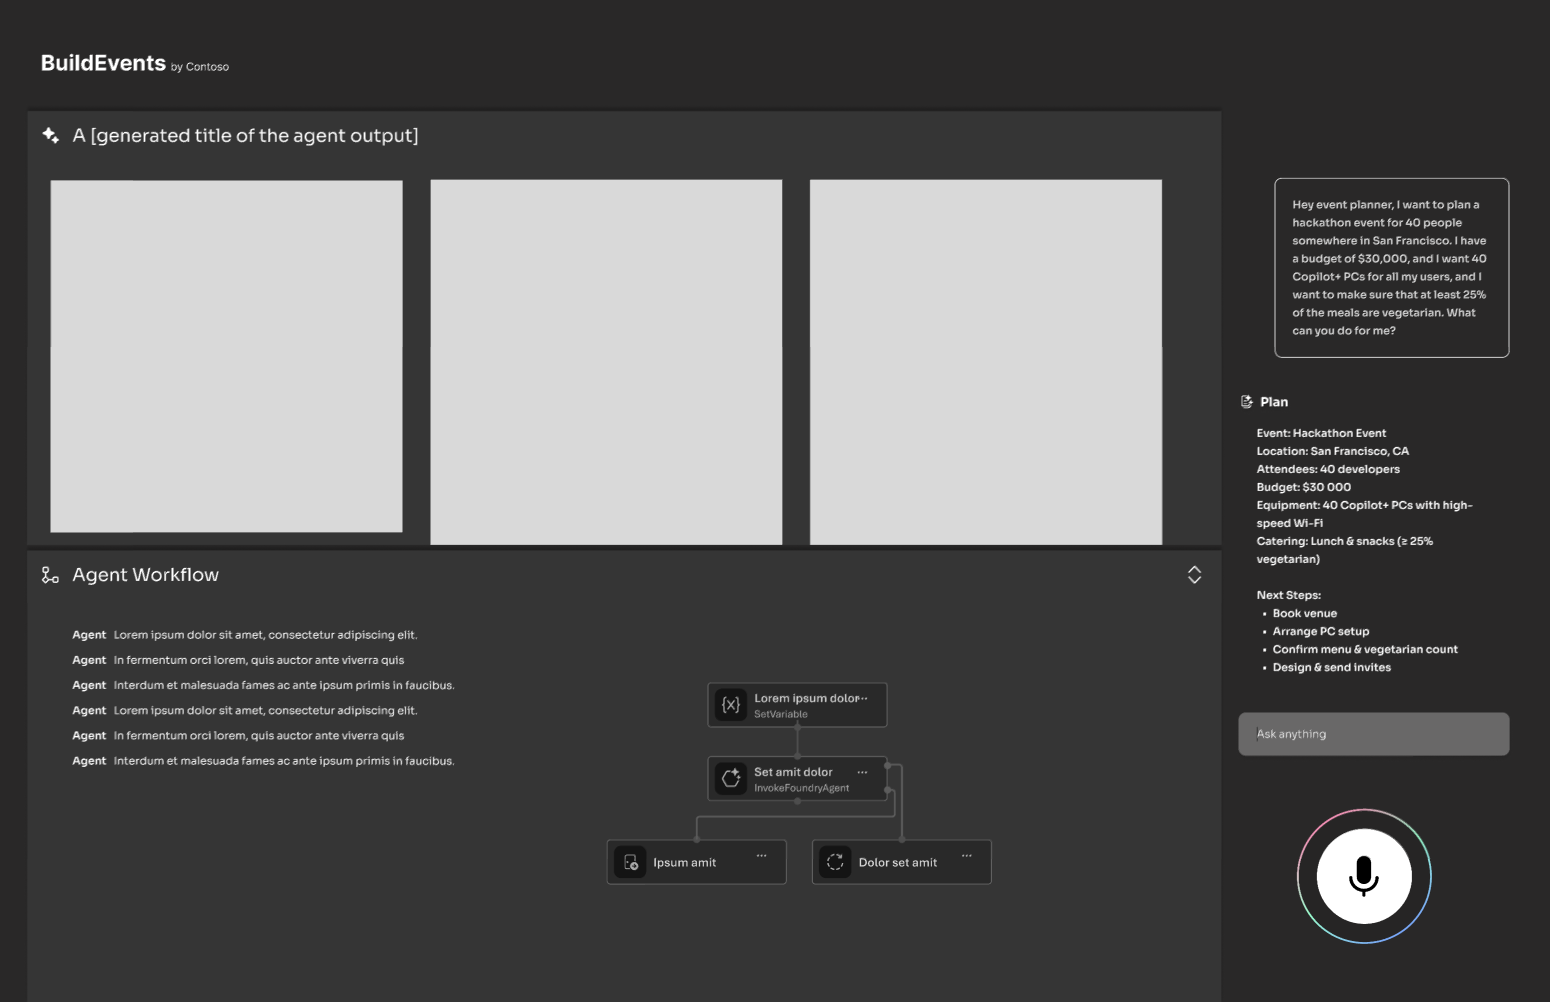 BuildEvents by Contoso
A [generated title of the agent output]
Agent Workflow
Agent Lorem ipsum dolor sit amet, consectetur adipiscing elit.
Agent In fermentum orci lorem, quis auctor ante viverra quis
Agent Interdum et malesuada fames ac ante ipsum primis in faucibus.
Agent Lorem ipsum dolor sit amet, consectetur adipiscing elit.
Agent In fermentum orci lorem, quis auctor ante viverra quis
Agent Interdum et malesuada fames ac ante ipsum primis in faucibus.
{x} Lorem ipsum dolor...
SetVariable
Set amit dolor ...
InvokeFoundryAgent
Ipsum amit ...
Dolor set amit ...
Hey event planner, I want to plan a
hackathon event for 40 people
somewhere in San Francisco. I have
a budget of $30,000, and I want 40
Copilot+ PCs for all my users, and I
want to make sure that at least 25%
of the meals are vegetarian. What
can you do for me?
Plan
Event: Hackathon Event
Location: San Francisco, CA
Attendees: 40 developers
Budget: $30 000
Equipment: 40 Copilot+ PCs with high-
speed Wi-Fi
Catering: Lunch & snacks (≥ 25%
vegetarian)
Next Steps:
• Book venue
• Arrange PC setup
• Confirm menu & vegetarian count
• Design & send invites
Ask anything